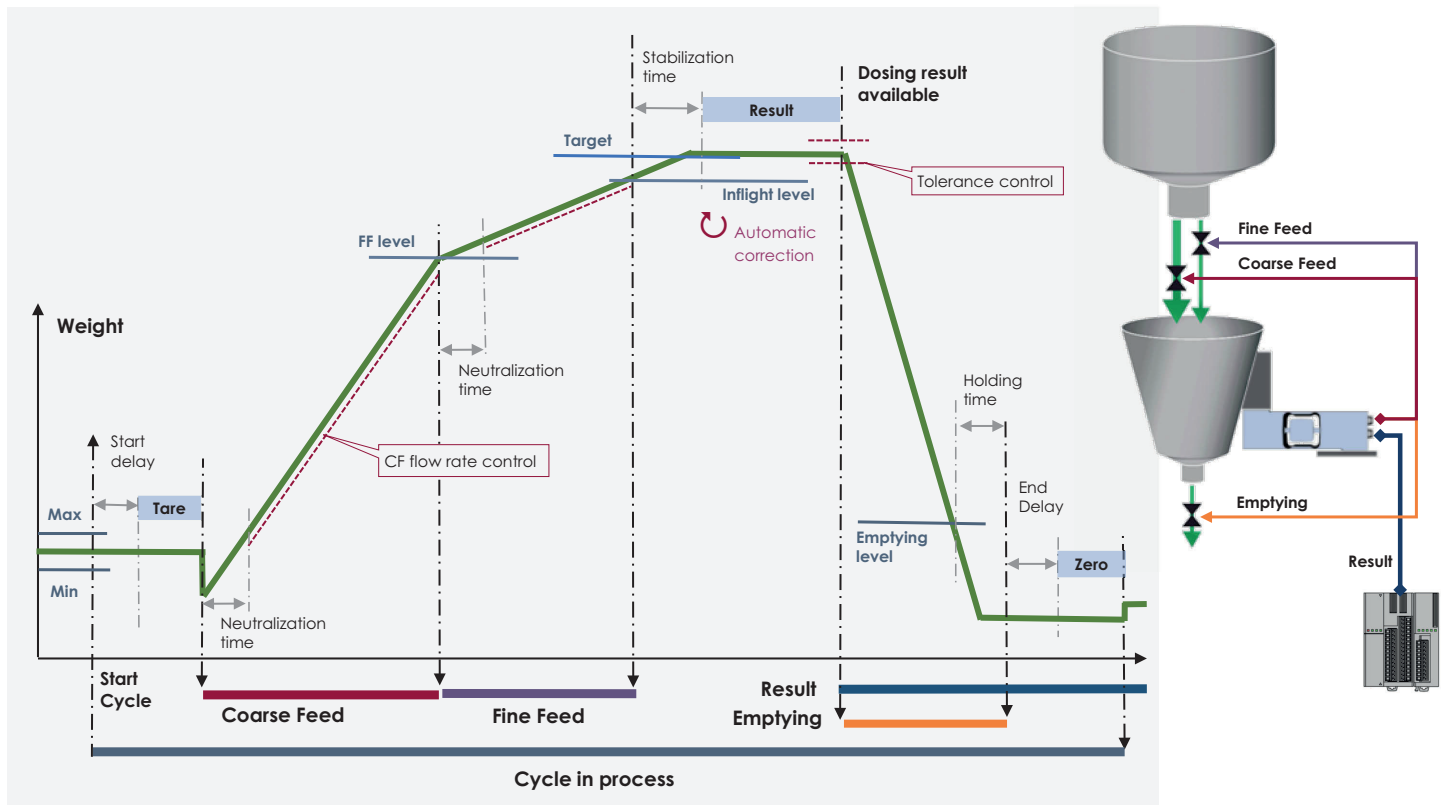 Stabilization
time
Dosing result
available
Result
Target
Tolerance control
Inflight level
Fine Feed
FF level
Automatic
correction
Coarse Feed
Weight
Neutralization
time
Holding
time
Start
delay
CF flow rate control
End
Delay
Tare
Max
Emptying
Emptying
level
Result
Zero
Min
Neutralization
time
Start
Cycle
Result
Coarse Feed
Fine Feed
Emptying
Cycle in process